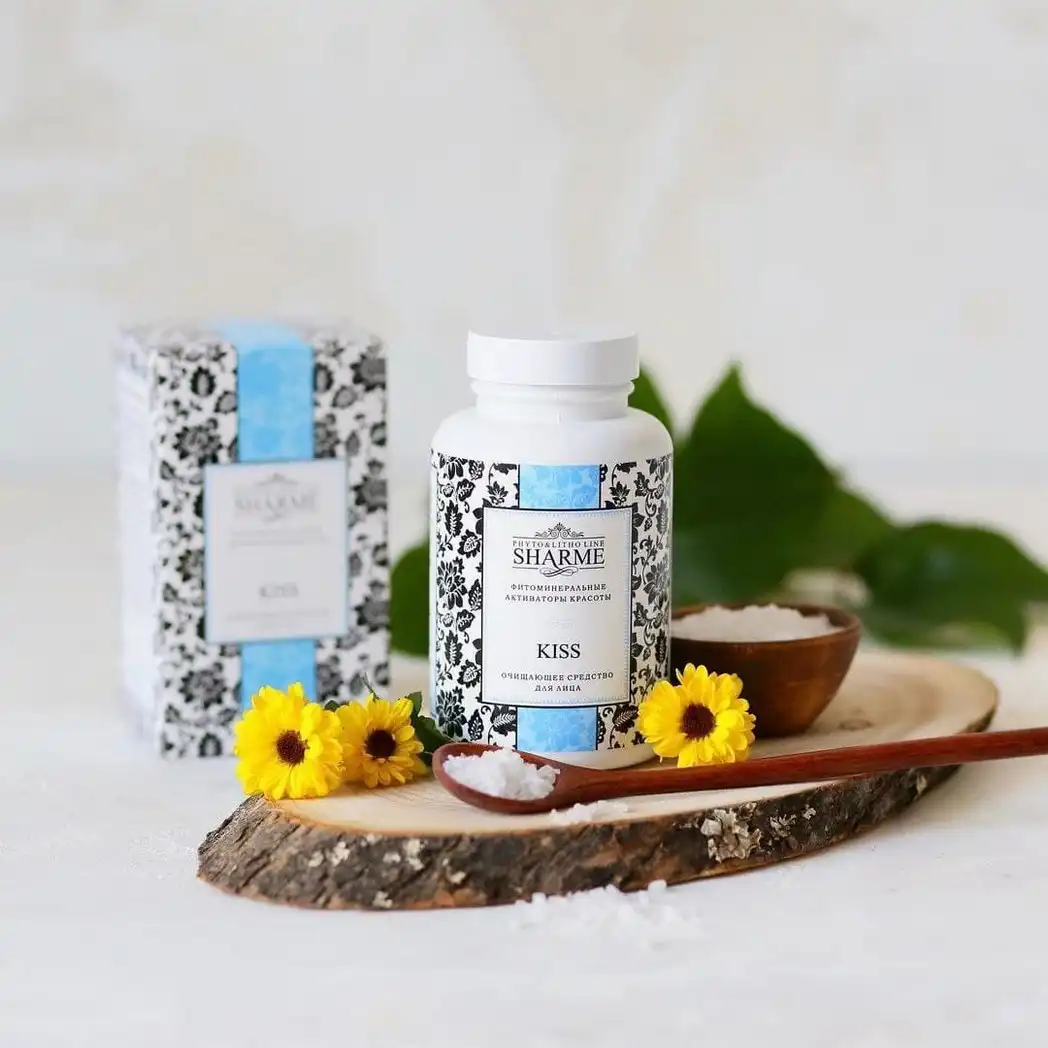 SHARME
KISS
PHYTO&LITHO LINE
SHARME
ФИТОМИНЕРАЛЬНЫЕ
АКТИВАТОРЫ КРАСОТЫ
KISS
ОЧИЩАЮЩЕЕ СРЕДСТВО
ДЛЯ ЛИЦА